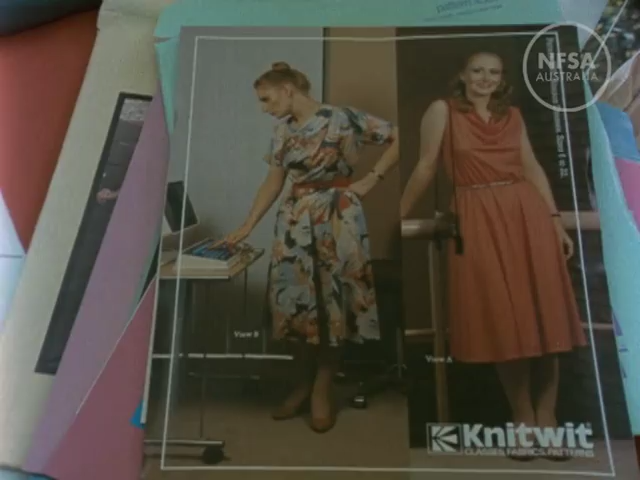 NFSA
AUSTRALIA
View B
View A
Knitwit
CLASSES, FABRICS, PATTERNS